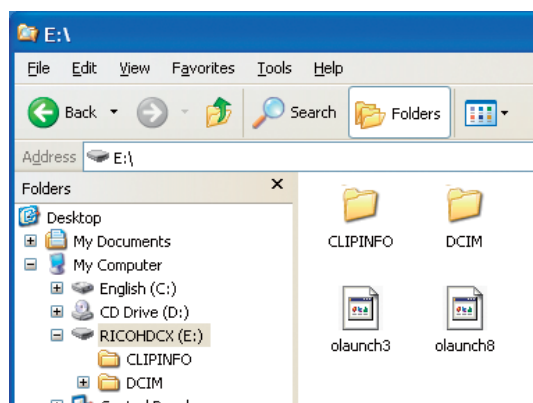 E:\
File Edit View Favorites Tools Help
Back Search Folders
Address E:\
Folders x
Desktop
My Documents
My Computer
English (C:)
CD Drive (D:)
RICOHDCX (E:)
CLIPINFO
DCIM
CLIPINFO DCIM
olaunch3 olaunch8